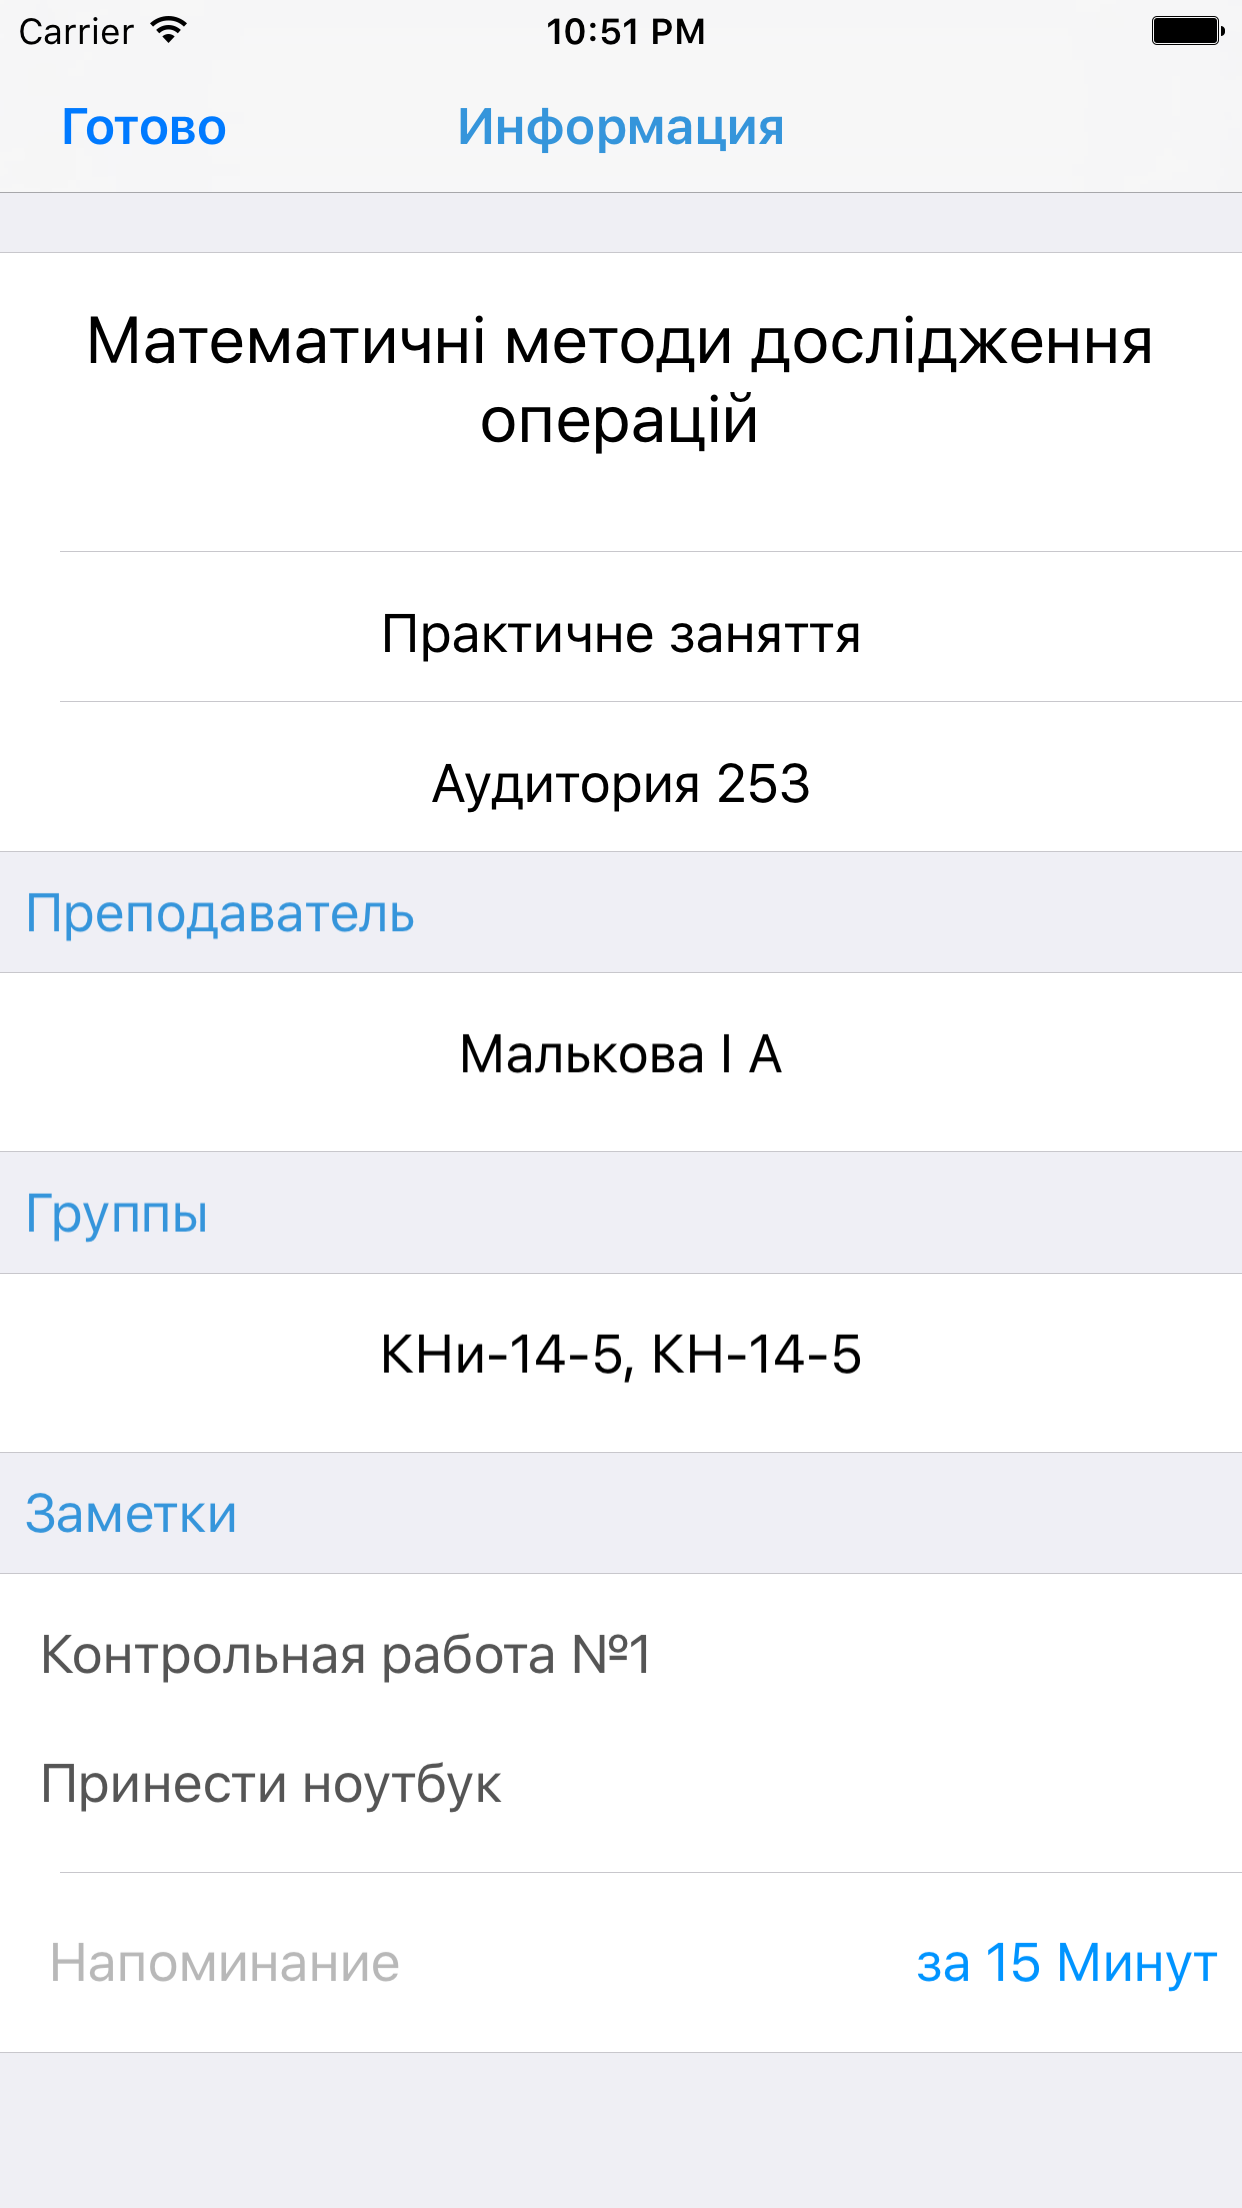 Carrier 10:51 PM
Готово Информация
Математичні методи дослідження
операцій
Практичне заняття
Аудитория 253
Преподаватель
Малькова І А
Группы
КНи-14-5, КН-14-5
Заметки
Контрольная работа №1
Принести ноутбук
Напоминание за 15 Минут